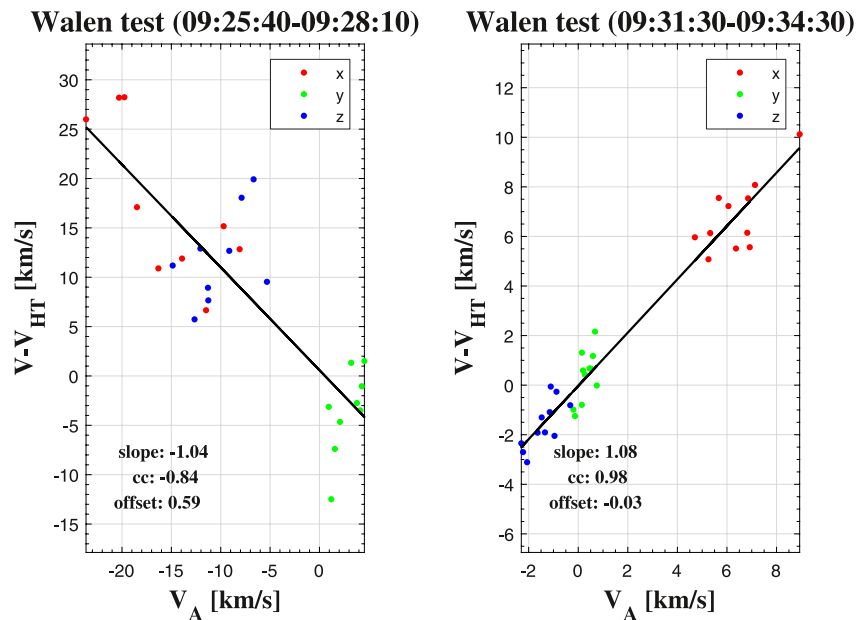 Walen test (09:25:40-09:28:10)
x
y
z
30
25
20
15
10
5
0
-5
-10
-15
V-V_HT [km/s]
slope: -1.04
cc: -0.84
offset: 0.59
-20 -15 -10 -5 0
V_A [km/s]
Walen test (09:31:30-09:34:30)
x
y
z
12
10
8
6
4
2
0
-2
-4
-6
V-V_HT [km/s]
slope: 1.08
cc: 0.98
offset: -0.03
-2 0 2 4 6 8
V_A [km/s]